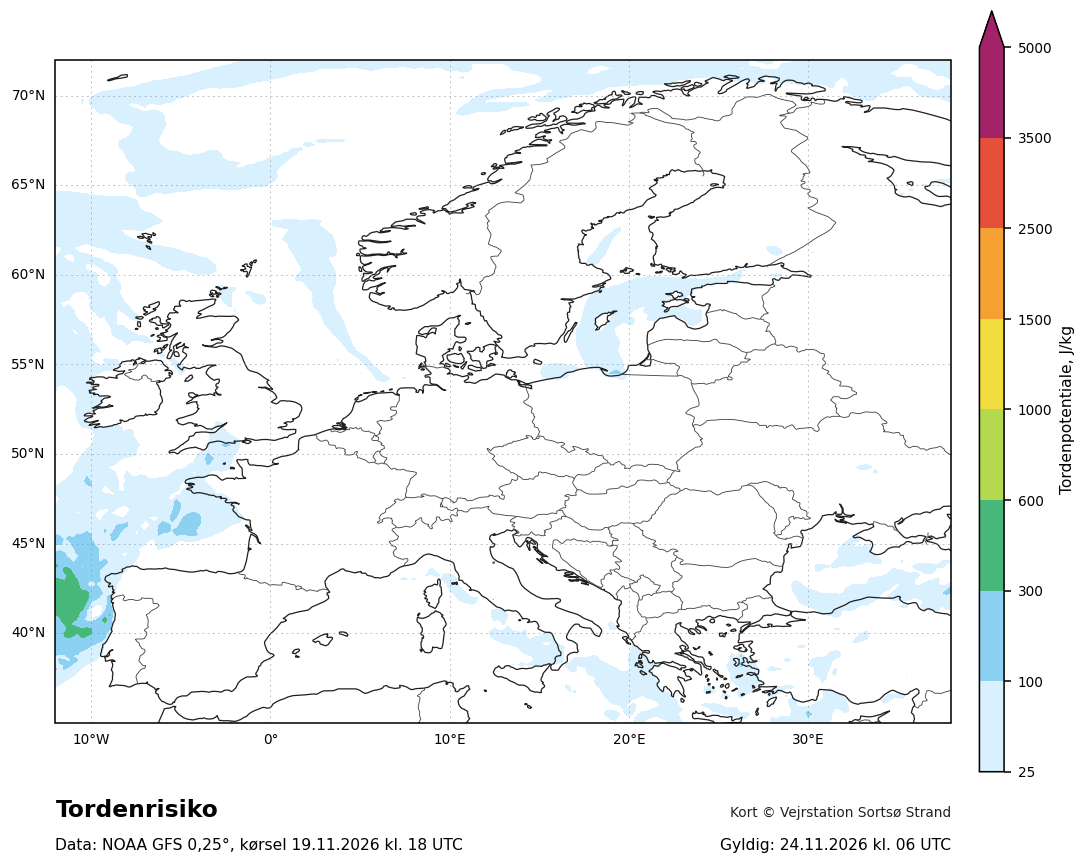 5000
3500
2500
1500
1000
600
300
100
25
Tordenpotentiale, J/kg
70°N
65°N
60°N
55°N
50°N
45°N
40°N
10°W
0°
10°E
20°E
30°E
Tordenrisiko
Kort © Vejrstation Sortsø Strand
Data: NOAA GFS 0,25°, kørsel 19.11.2026 kl. 18 UTC
Gyldig: 24.11.2026 kl. 06 UTC